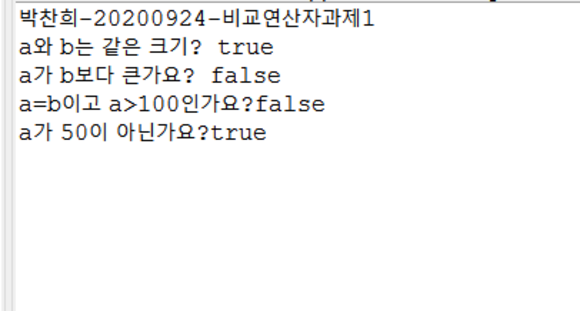 박찬희-20200924-비교연산자과제1
a와 b는 같은 크기? true
a가 b보다 큰가요? false
a=b이고 a>100인가요?false
a가 50이 아닌가요?true